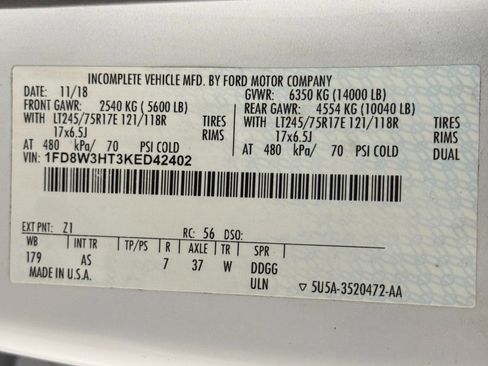 INCOMPLETE VEHICLE MFD. BY FORD MOTOR COMPANY
DATE: 11/18 GVWR: 6350 KG (14000 LB)
FRONT GAWR: 2540 KG ( 5600 LB) REAR GAWR: 4554 KG (10040 LB)
WITH LT245/75R17E 121/118R TIRES WITH LT245/75R17E 121/118R TIRES
17x6.5J RIMS 17x6.5J RIMS
AT 480 kPa/ 70 PSI COLD AT 480 kPa/ 70 PSI COLD DUAL
VIN: 1FD8W3HT3KED42402
EXT PNT: Z1 RC: 56 DSO:
WB INT TR TP/PS R AXLE TR SPR
179 AS 7 37 W DDGG
MADE IN U.S.A. ULN ▽ 5U5A-3520472-AA